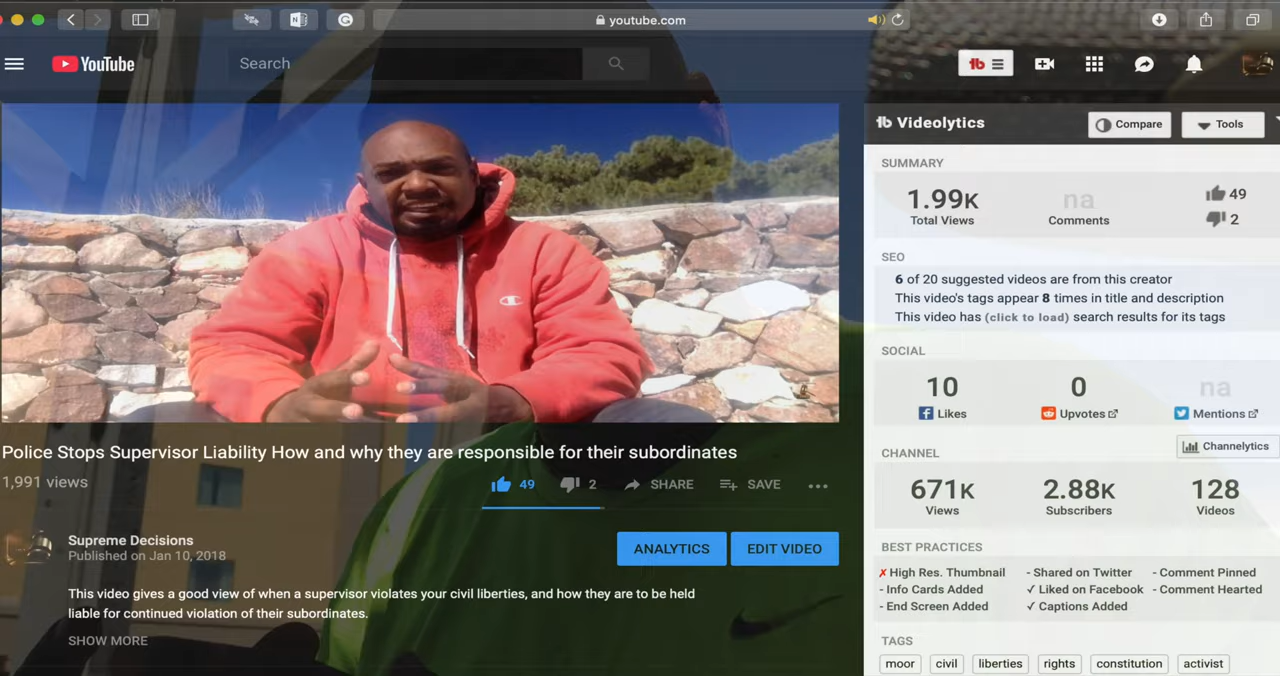 youtube.com
YouTube
Search
Videolytics
Compare
Tools
SUMMARY
1.99K
Total Views
na
Comments
49
2
SEO
6 of 20 suggested videos are from this creator
This video's tags appear 8 times in title and description
This video has (click to load) search results for its tags
SOCIAL
10
Likes
0
Upvotes
na
Mentions
Channelytics
CHANNEL
671K
Views
2.88K
Subscribers
128
Videos
BEST PRACTICES
✗ High Res. Thumbnail
- Shared on Twitter
- Comment Pinned
- Info Cards Added
✓ Liked on Facebook
- Comment Hearted
- End Screen Added
✓ Captions Added
TAGS
moor civil liberties rights constitution activist
Police Stops Supervisor Liability How and why they are responsible for their subordinates
1,991 views
49 2 SHARE SAVE
Supreme Decisions
Published on Jan 10, 2018
ANALYTICS EDIT VIDEO
This video gives a good view of when a supervisor violates your civil liberties, and how they are to be held
liable for continued violation of their subordinates.
SHOW MORE